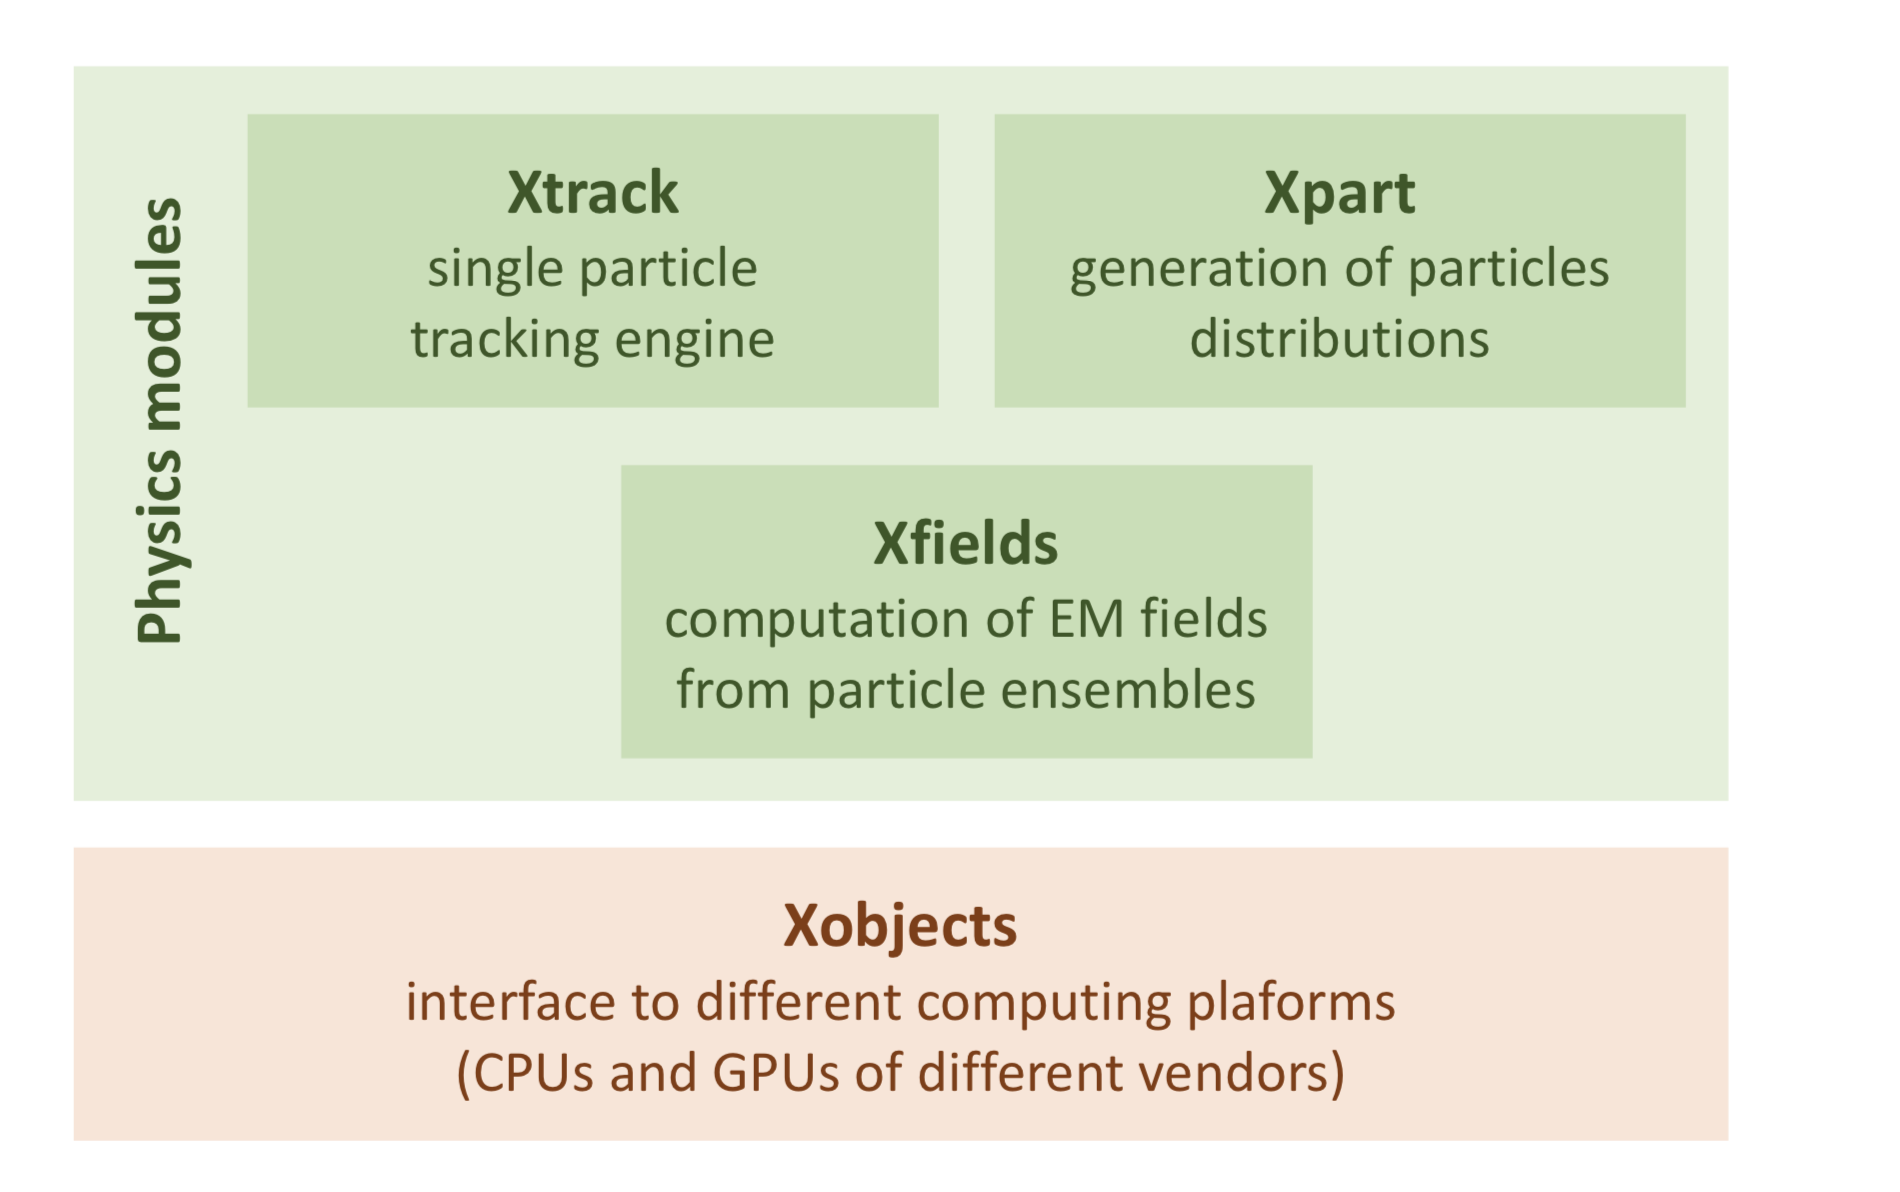 Physics modules
Xtrack
single particle
tracking engine
Xpart
generation of particles
distributions
Xfields
computation of EM fields
from particle ensembles
Xobjects
interface to different computing plaforms
(CPUs and GPUs of different vendors)